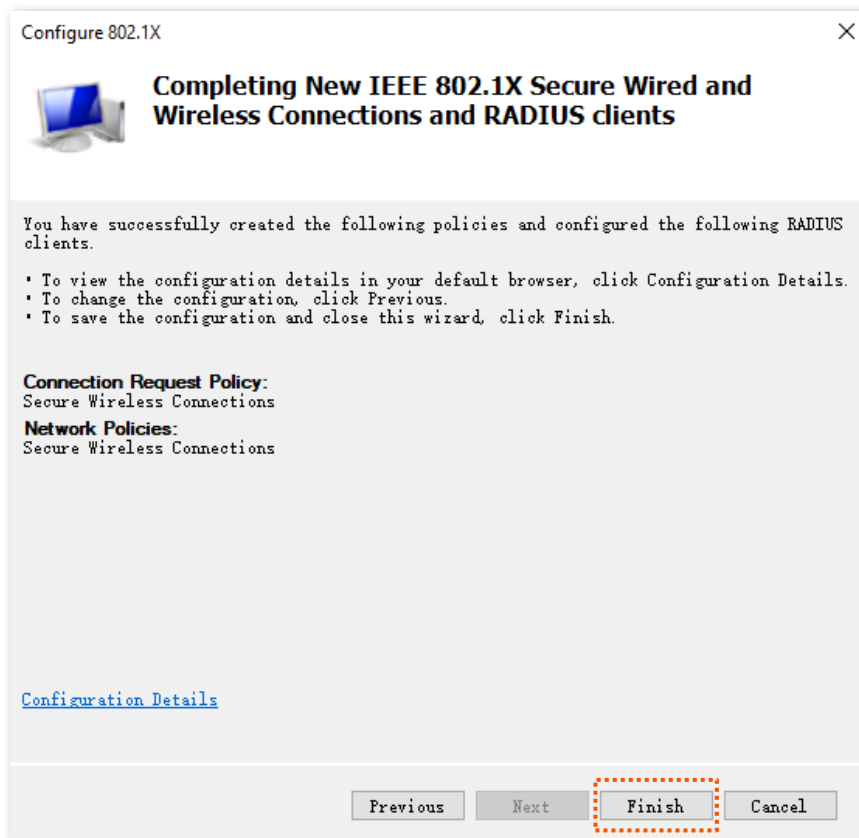 Configure 802.1X
Completing New IEEE 802.1X Secure Wired and
Wireless Connections and RADIUS clients
You have successfully created the following policies and configured the following RADIUS
clients.
• To view the configuration details in your default browser, click Configuration Details.
• To change the configuration, click Previous.
• To save the configuration and close this wizard, click Finish.
Connection Request Policy:
Secure Wireless Connections
Network Policies:
Secure Wireless Connections
Configuration Details
Previous Next Finish Cancel